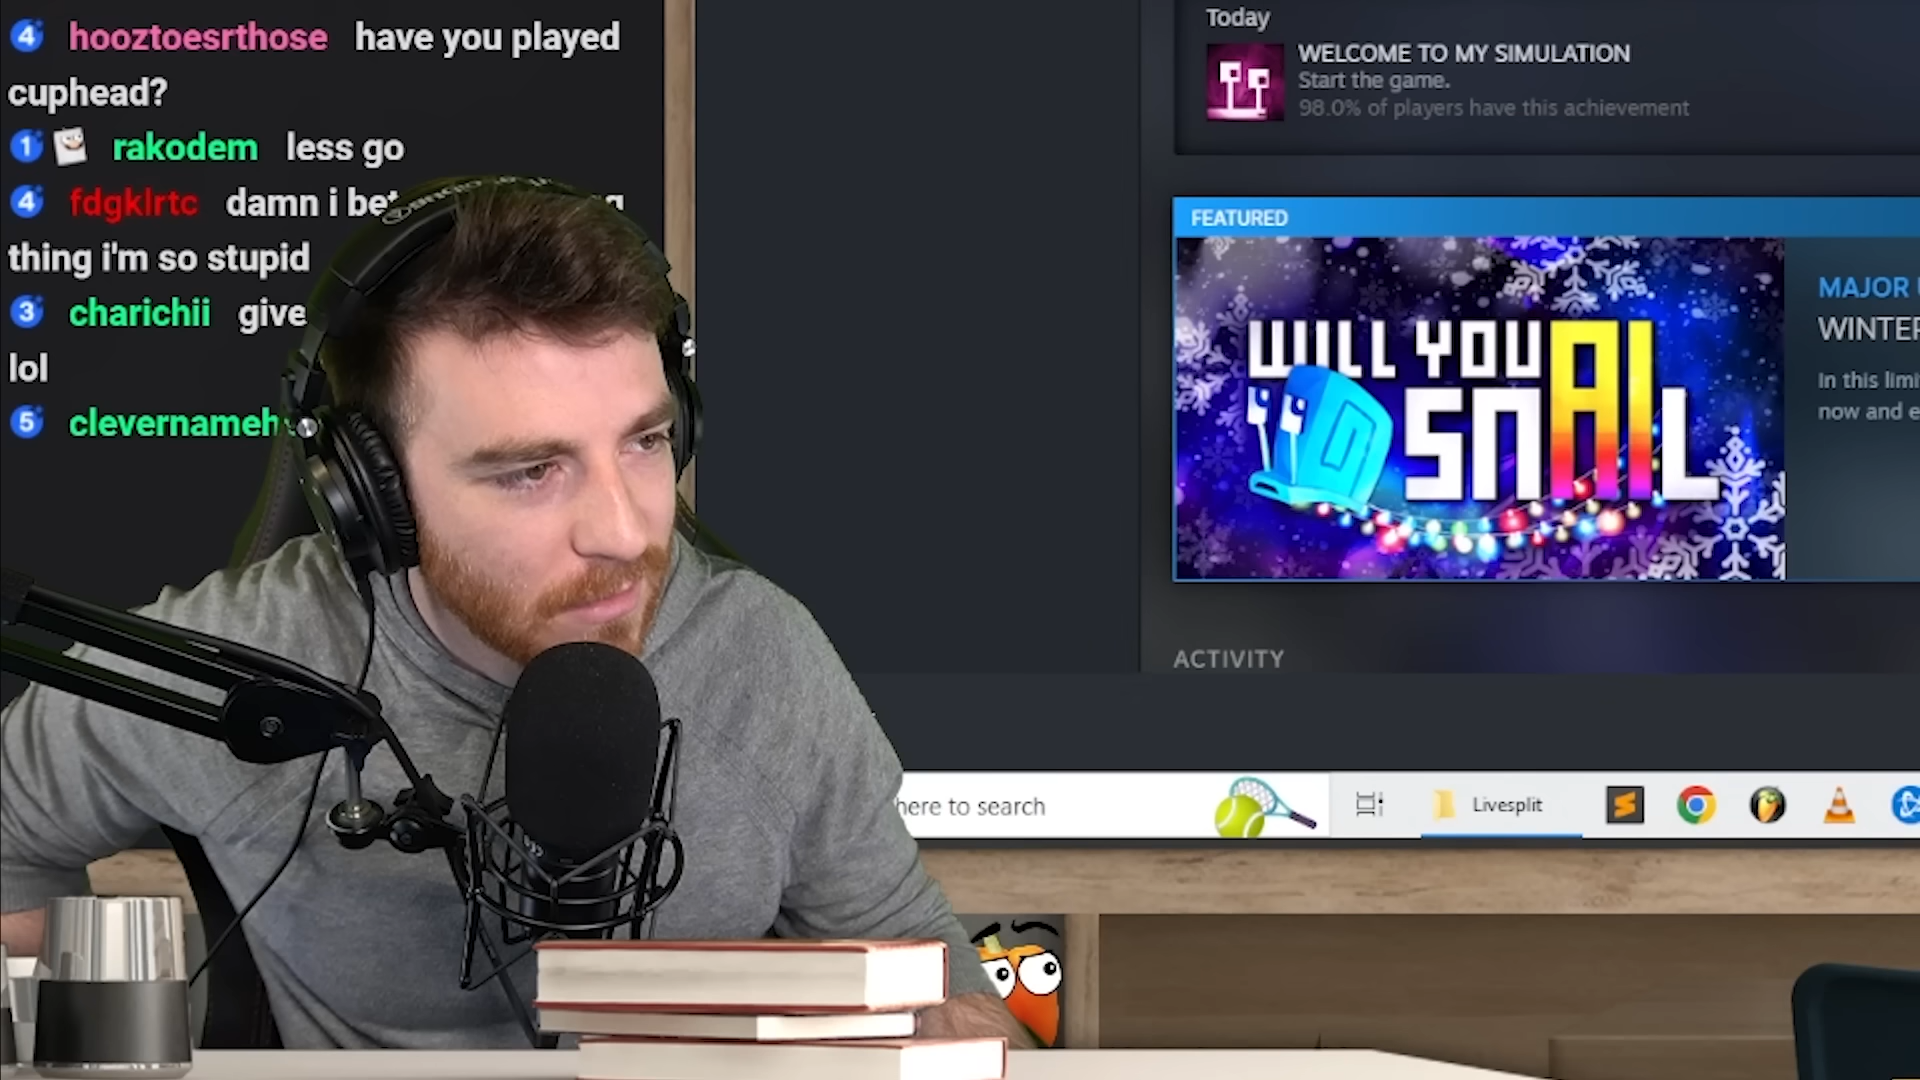 4 hooztoesrthose have you played
cuphead?
1 rakodem less go
4 fdgklrtc damn i bet
thing i'm so stupid
3 charichii give
lol
5 clevernameh
Today
WELCOME TO MY SIMULATION
Start the game.
98.0% of players have this achievement
FEATURED
WILL YOU
SNAIL
MAJOR
WINTER
In this limi
now and e
ACTIVITY
here to search
Livesplit